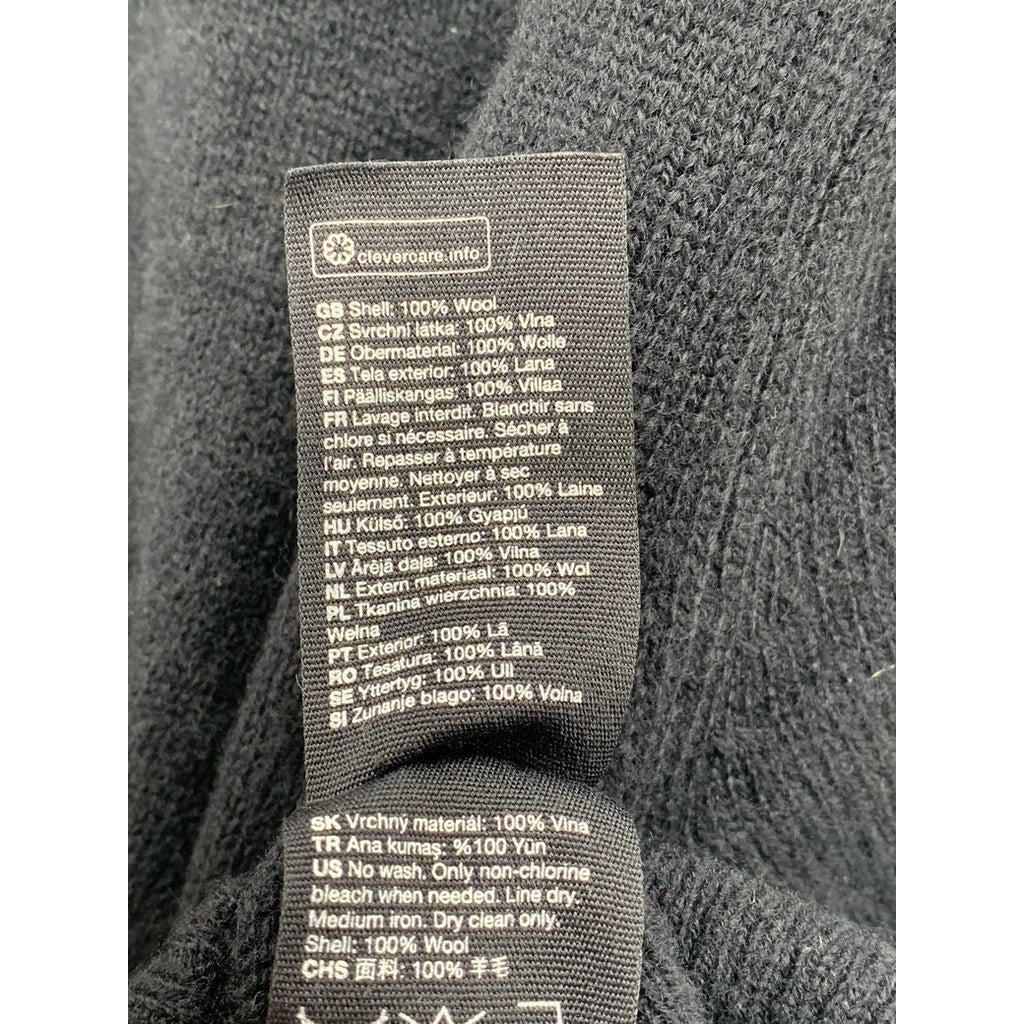 clevercare.info
GB Shell: 100% Wool
CZ Svrchní látka: 100% Vlna
DE Obermaterial: 100% Wolle
ES Tela exterior: 100% Lana
FI Päälliskangas: 100% Villaa
FR Lavage interdit. Blanchir sans
chlore si nécessaire. Sécher à
l'air. Repasser à température
moyenne. Nettoyer à sec
seulement. Exterieur: 100% Laine
HU Külső: 100% Gyapjú
IT Tessuto esterno: 100% Lana
LV Ārējā daļa: 100% Vilna
NL Extern materiaal: 100% Wol
PL Tkanina wierzchnia: 100%
Wełna
PT Exterior: 100% Lã
RO Țesătură: 100% Lână
SE Yttertyg: 100% Ull
SI Zunanje blago: 100% Volna
SK Vrchný materiál: 100% Vlna
TR Ana kumaş: %100 Yün
US No wash. Only non-chlorine
bleach when needed. Line dry.
Medium iron. Dry clean only.
Shell: 100% Wool
CHS 面料: 100% 羊毛